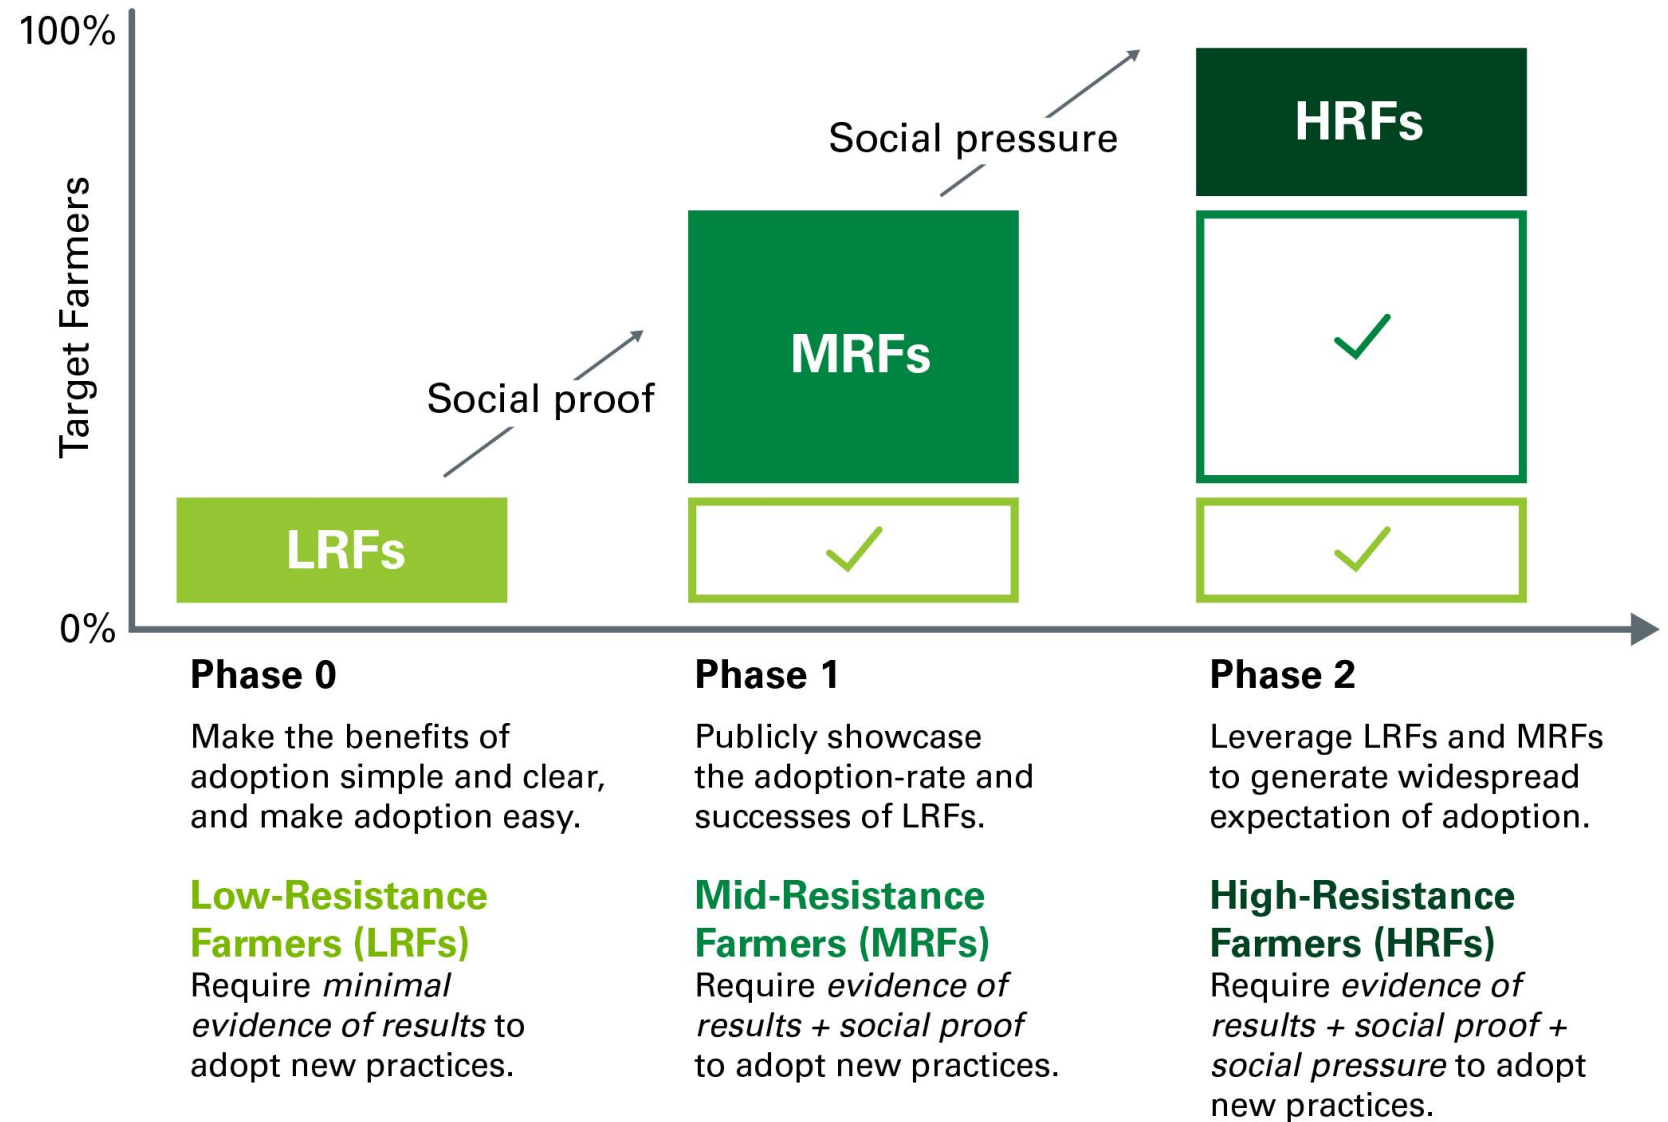 100%
Target Farmers
0%
Social proof
Social pressure
LRFs
MRFs
HRFs
Phase 0
Make the benefits of
adoption simple and clear,
and make adoption easy.
Low-Resistance
Farmers (LRFs)
Require minimal
evidence of results to
adopt new practices.
Phase 1
Publicly showcase
the adoption-rate and
successes of LRFs.
Mid-Resistance
Farmers (MRFs)
Require evidence of
results + social proof
to adopt new practices.
Phase 2
Leverage LRFs and MRFs
to generate widespread
expectation of adoption.
High-Resistance
Farmers (HRFs)
Require evidence of
results + social proof +
social pressure to adopt
new practices.